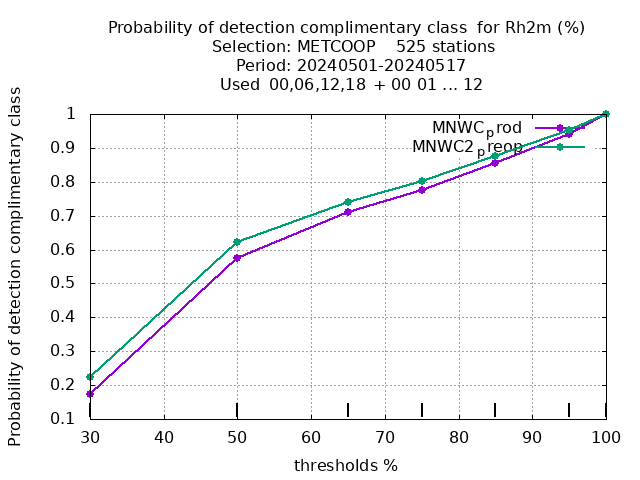 Probability of detection complimentary class  for Rh2m (%)
Selection: METCOOP    525 stations
Period: 20240501-20240517
Used  00,06,12,18  + 00 01 ... 12
Probability of detection complimentary class
1
0.9
0.8
0.7
0.6
0.5
0.4
0.3
0.2
0.1
MNWCprod
MNWC2preop
30 40 50 60 70 80 90 100
thresholds %